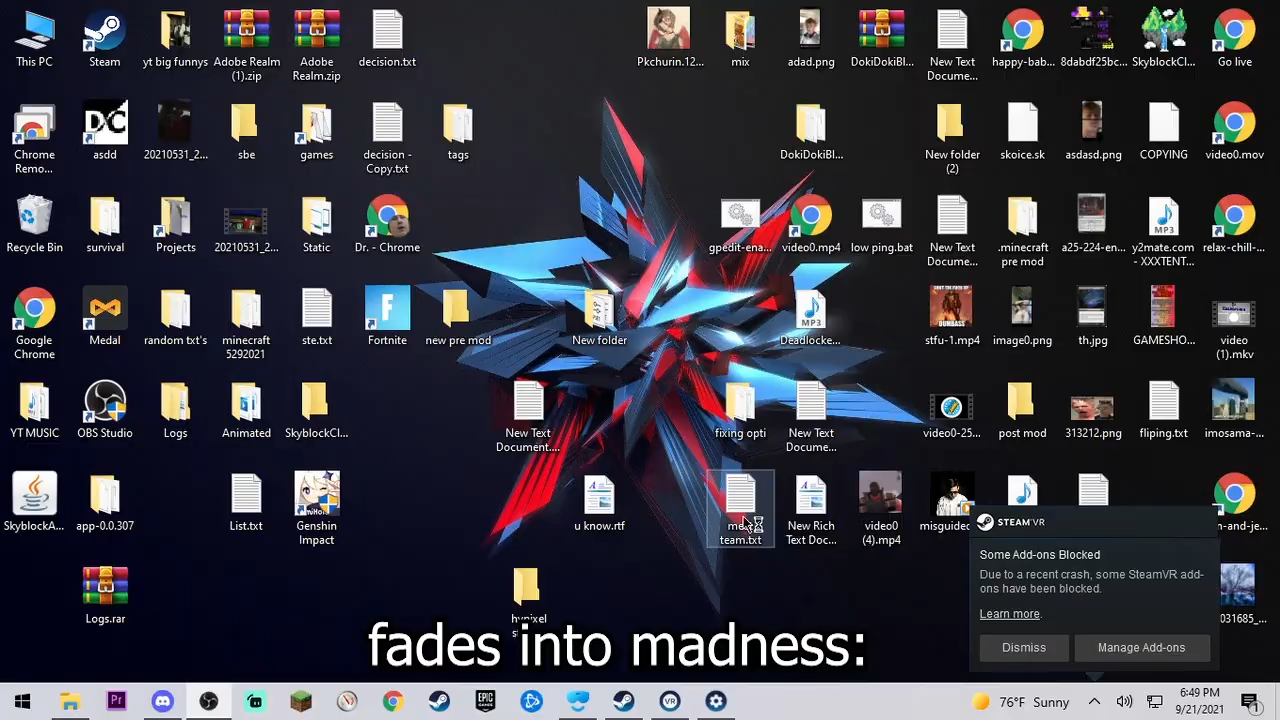 This PC
Steam
yt big funnys
Adobe Realm
(1).zip
Adobe
Realm.zip
decision.txt
Pkchurin.12...
mix
adad.png
DokiDokiBl...
New Text
Docume...
happy-bab...
8dabdf25bc...
SkyblockCl...
Go live
Chrome
Remo...
asdd
20210531_2...
sbe
games
decision -
Copy.txt
tags
DokiDokiBl...
New folder
(2)
skoice.sk
asdasd.png
COPYING
video0.mov
Recycle Bin
survival
Projects
20210531_2...
Static
Dr. - Chrome
gpedit-ena...
video0.mp4
low ping.bat
New Text
Docume...
.minecraft
pre mod
a25-224-en...
y2mate.com
- XXXTENT...
relax-chill-...
Google
Chrome
Medal
random txt's
minecraft
5292021
ste.txt
Fortnite
new pre mod
New folder
Deadlocke...
stfu-1.mp4
image0.png
th.jpg
GAMESHO...
video
(1).mkv
YT MUSIC
OBS Studio
Logs
Animated
SkyblockCl...
New Text
Document....
fixing opti
New Text
Docume...
video0-25...
post mod
313212.png
fliping.txt
imosama-...
SkyblockA...
app-0.0.307
List.txt
Genshin
Impact
u know.rtf
team.txt
New Rich
Text Doc...
video0
(4).mp4
misguide
Logs.rar
hypixel
STEAMVR
Some Add-ons Blocked
Due to a recent crash, some SteamVR add-
ons have been blocked.
Learn more.
Dismiss
Manage Add-ons
fades into madness:
76°F Sunny
6:49 PM
9/21/2021